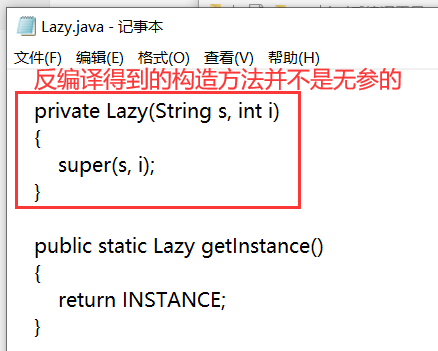 Lazy.java - 记事本
文件(F) 编辑(E) 格式(O) 查看(V) 帮助(H)
反编译得到的构造方法并不是无参的
private Lazy(String s, int i)
{
super(s, i);
}
public static Lazy getInstance()
{
return INSTANCE;
}